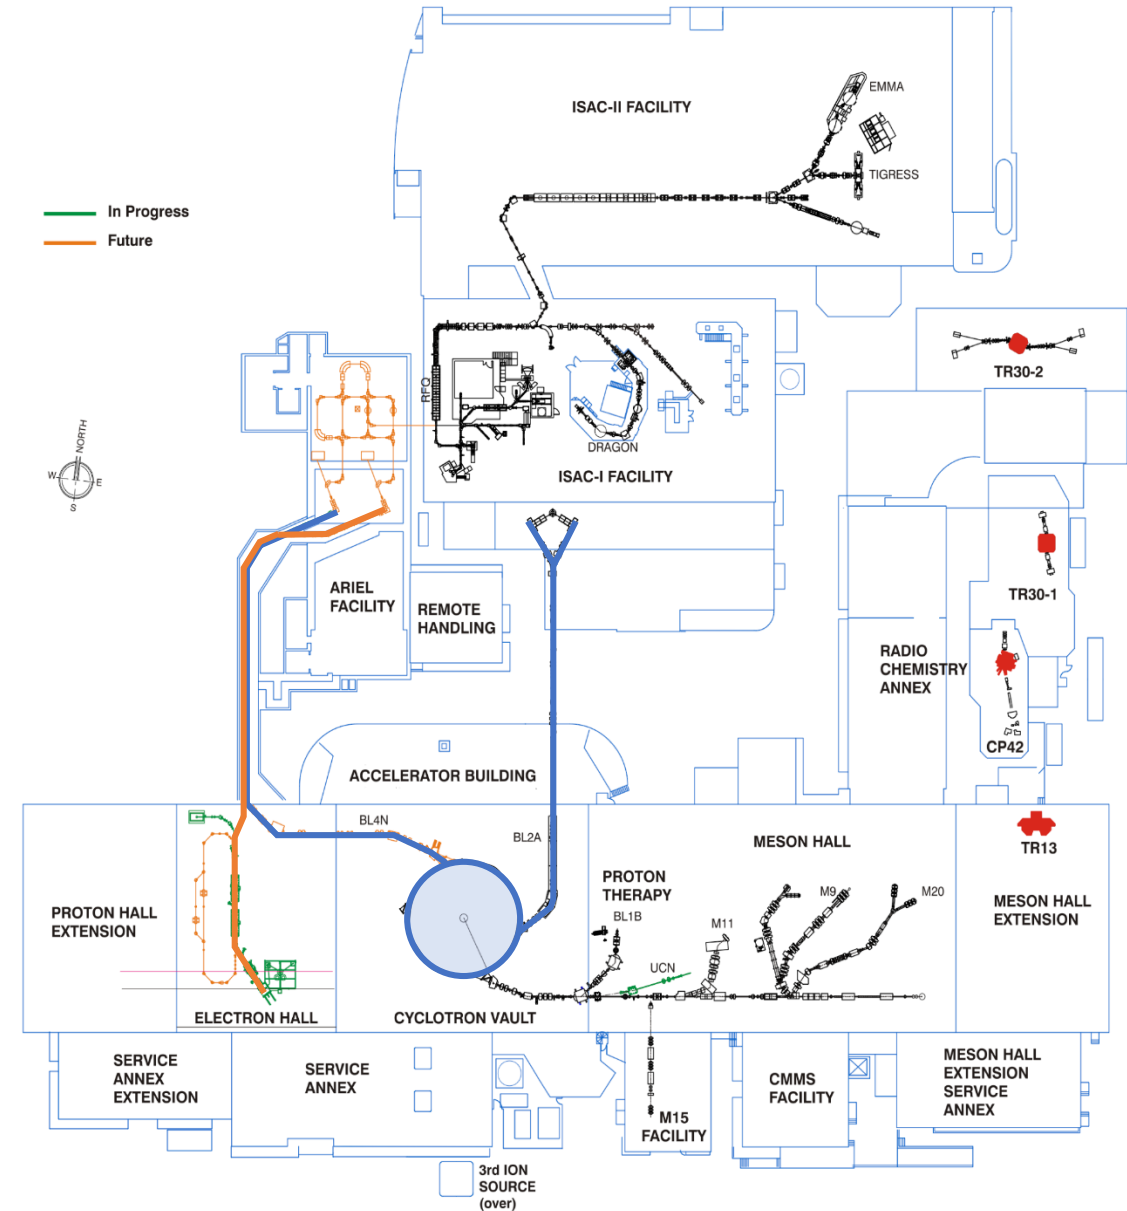 EMMA
ISAC-II FACILITY
TIGRESS
In Progress
Future
TR30-2
RFQ
NORTH
W
E
S
DRAGON
ISAC-I FACILITY
ARIEL
FACILITY
REMOTE
HANDLING
TR30-1
RADIO
CHEMISTRY
ANNEX
CP42
ACCELERATOR BUILDING
BL4N
BL2A
MESON HALL
TR13
PROTON
THERAPY
BL1B
M9
M20
M11
UCN
PROTON HALL
EXTENSION
MESON HALL
EXTENSION
ELECTRON HALL
CYCLOTRON VAULT
SERVICE
ANNEX
EXTENSION
SERVICE
ANNEX
M15
FACILITY
CMMS
FACILITY
MESON HALL
EXTENSION
SERVICE
ANNEX
3rd ION
SOURCE
(over)